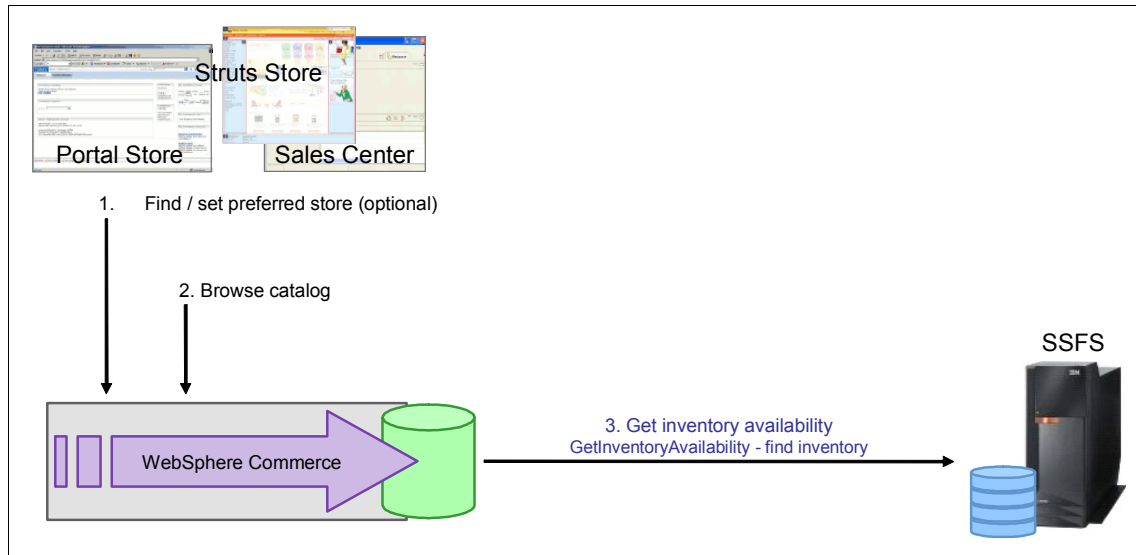 Struts Store
Portal Store
Sales Center
1. Find / set preferred store (optional)
2. Browse catalog
SSFS
IBM
3. Get inventory availability
GetInventoryAvailability - find inventory
WebSphere Commerce